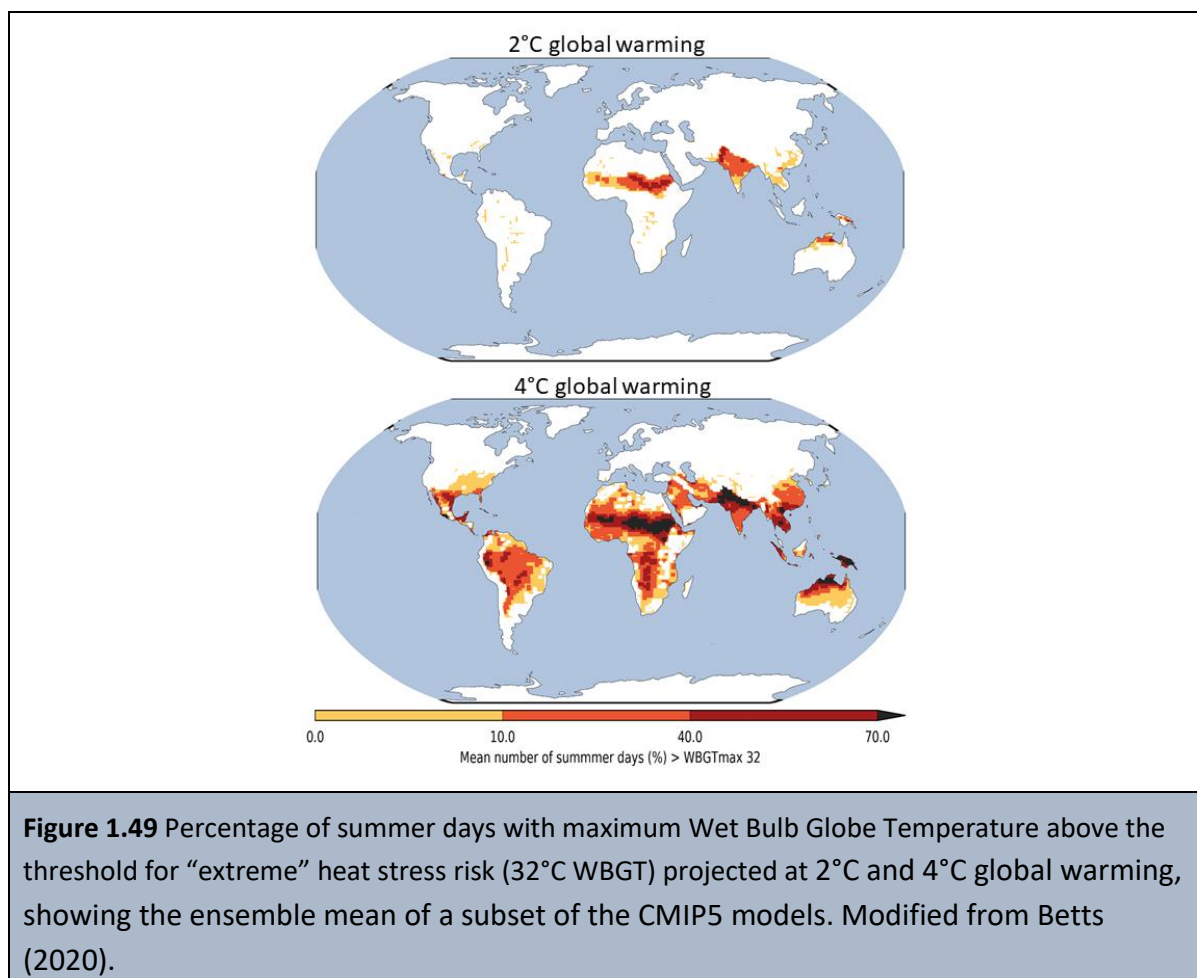 2°C global warming
4°C global warming
0.0 10.0 40.0 70.0
Mean number of summmer days (%) > WBGTmax 32
Figure 1.49 Percentage of summer days with maximum Wet Bulb Globe Temperature above the
threshold for “extreme” heat stress risk (32°C WBGT) projected at 2°C and 4°C global warming,
showing the ensemble mean of a subset of the CMIP5 models. Modified from Betts
(2020).